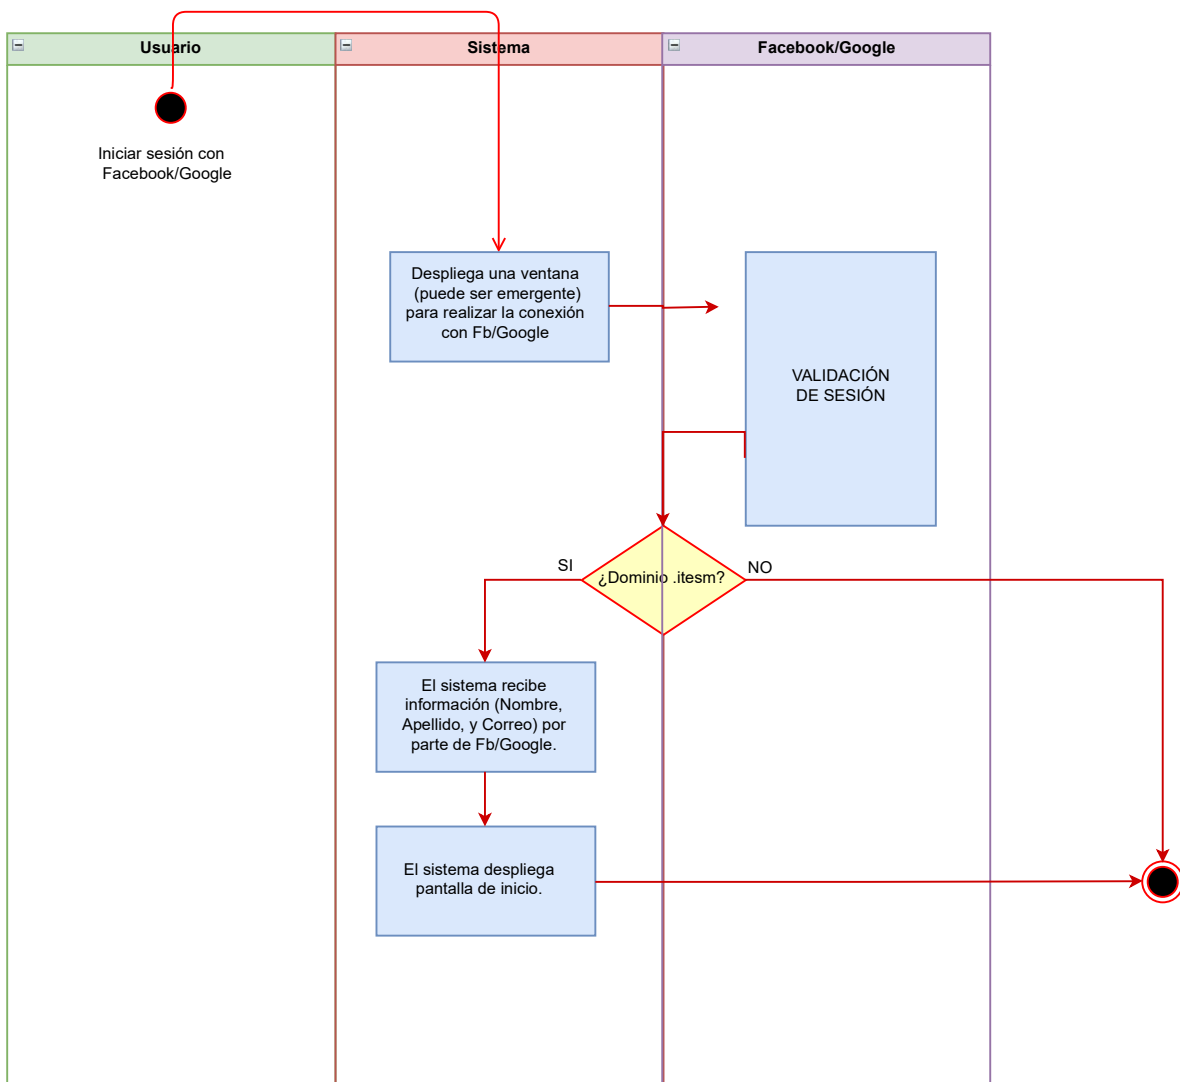 Usuario
Sistema
Facebook/Google
Iniciar sesión con
Facebook/Google
Despliega una ventana
(puede ser emergente)
para realizar la conexión
con Fb/Google
VALIDACIÓN
DE SESIÓN
SI
¿Dominio .itesm?
NO
El sistema recibe
información (Nombre,
Apellido, y Correo) por
parte de Fb/Google.
El sistema despliega
pantalla de inicio.